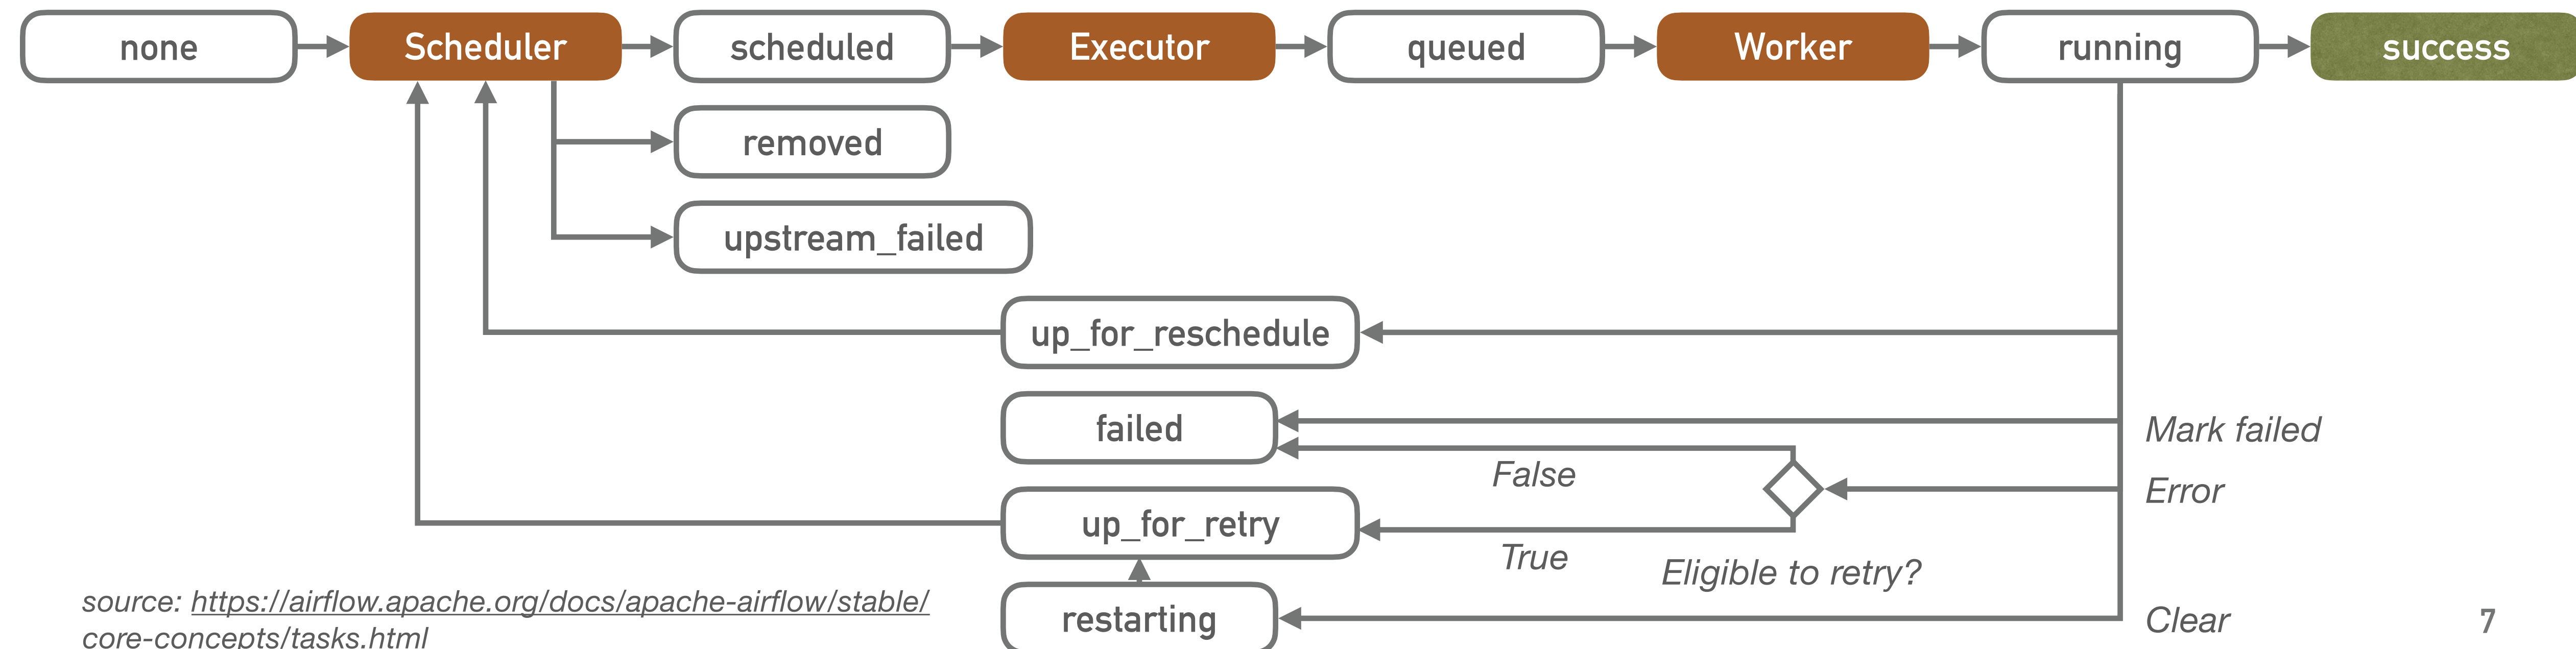 none
Scheduler
scheduled
Executor
queued
Worker
running
success
removed
upstream_failed
up_for_reschedule
failed
Mark failed
False
Error
up_for_retry
True
Eligible to retry?
source: https://airflow.apache.org/docs/apache-airflow/stable/
core-concepts/tasks.html
restarting
Clear
7